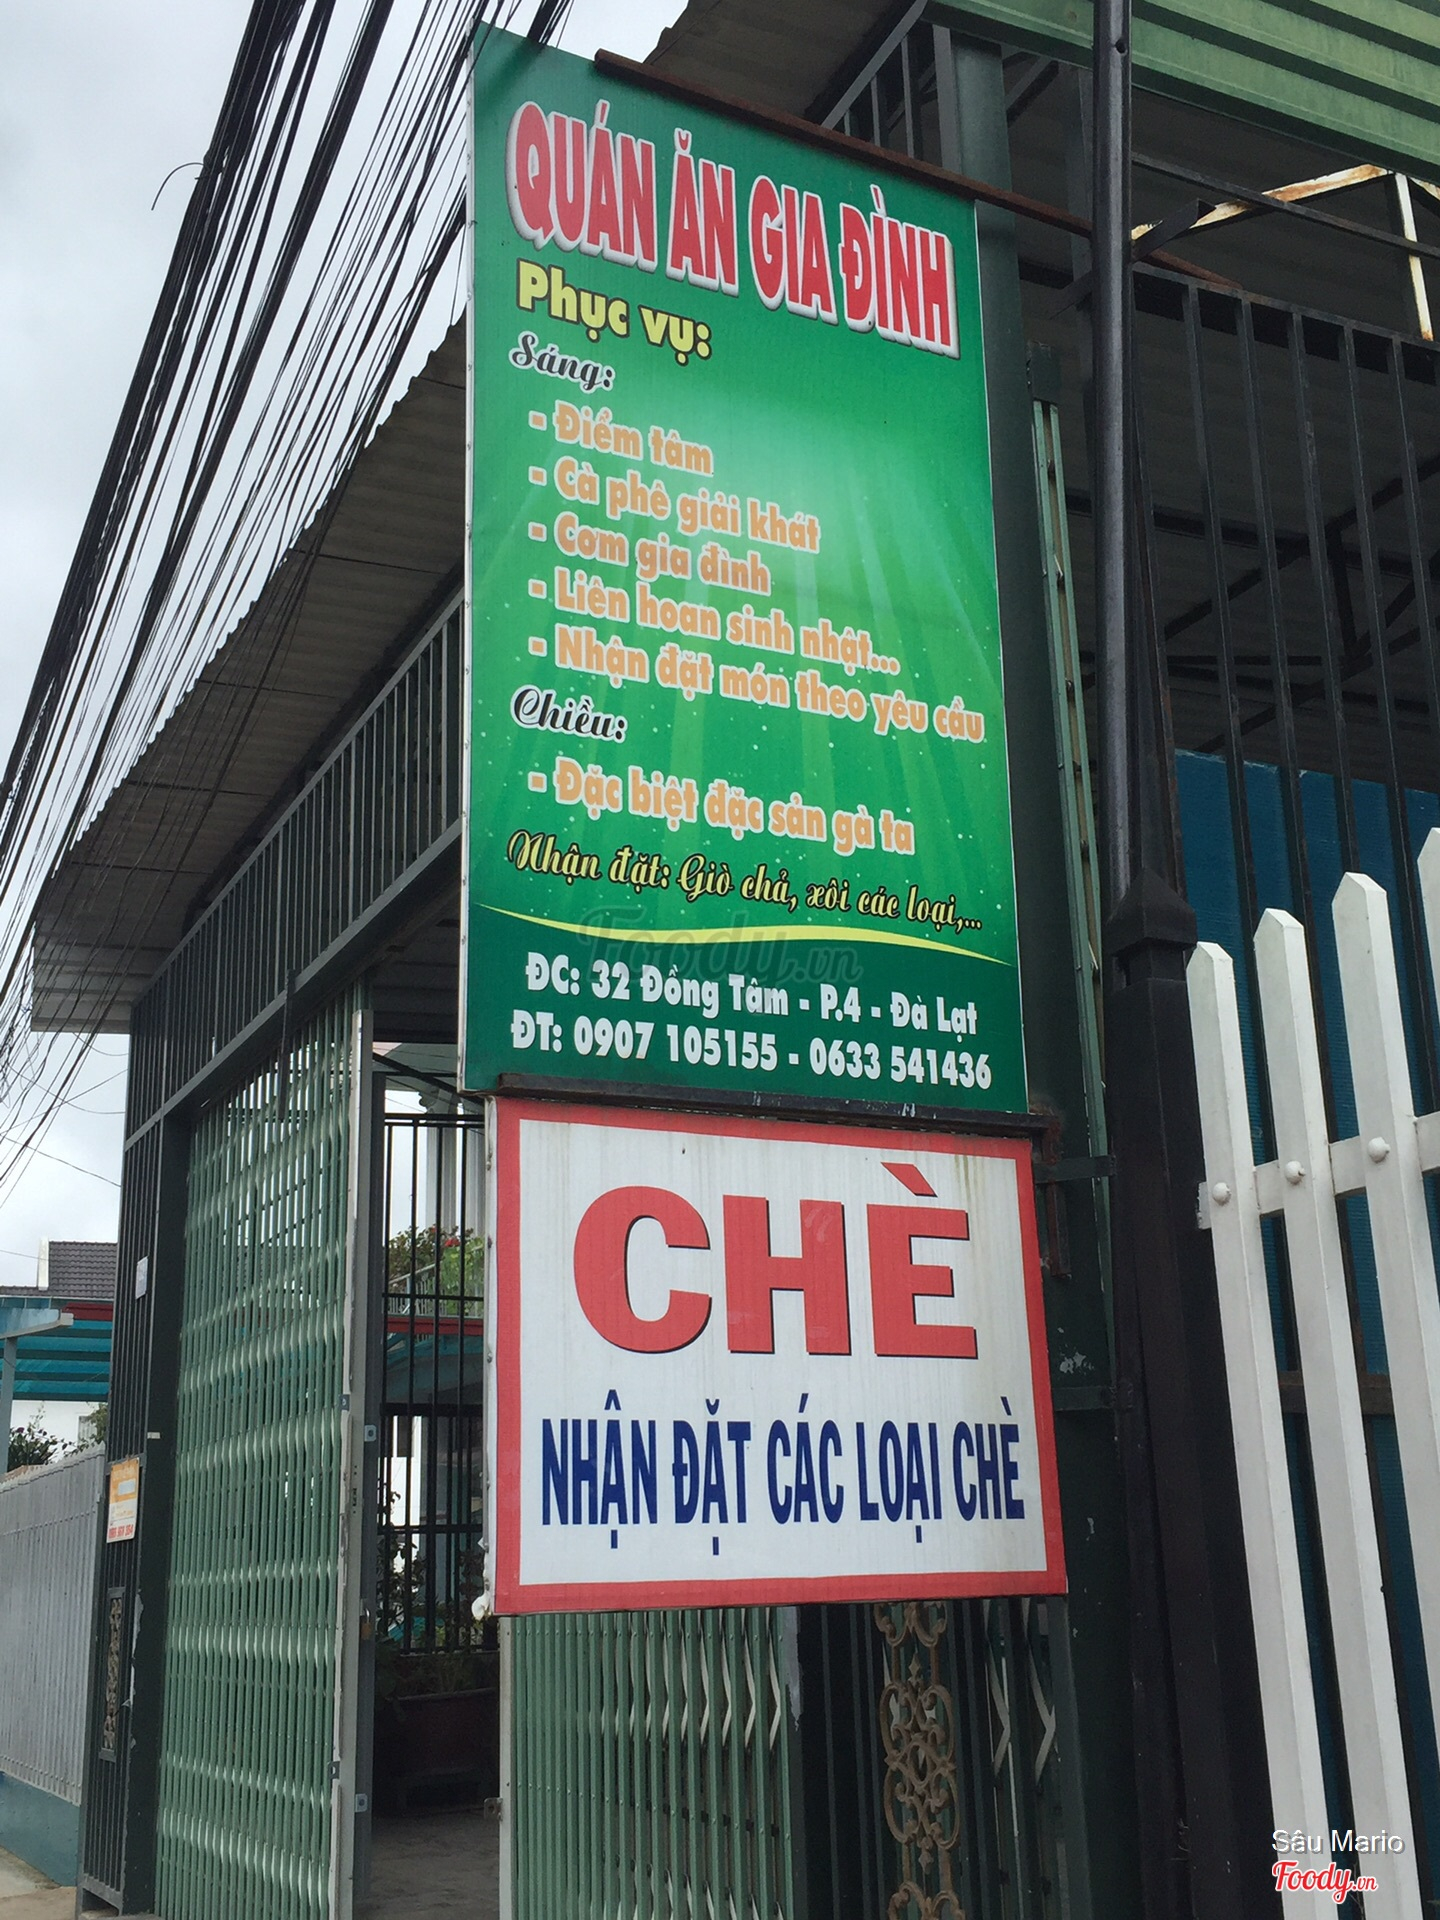 QUÁN ĂN GIA ĐÌNH
Phục vụ:
Sáng:
- Điểm tâm
- Cà phê giải khát
- Cơm gia đình
- Liên hoan sinh nhật...
- Nhận đặt món theo yêu cầu
Chiều:
- Đặc biệt đặc sản gà ta
Nhận đặt: Giò chả, xôi các loại,...
Foody.vn
ĐC: 32 Đồng Tâm - P.4 - Đà Lạt
ĐT: 0907 105155 - 0633 541436
CHÈ
NHẬN ĐẶT CÁC LOẠI CHÈ
Sâu Mario
Foody.vn